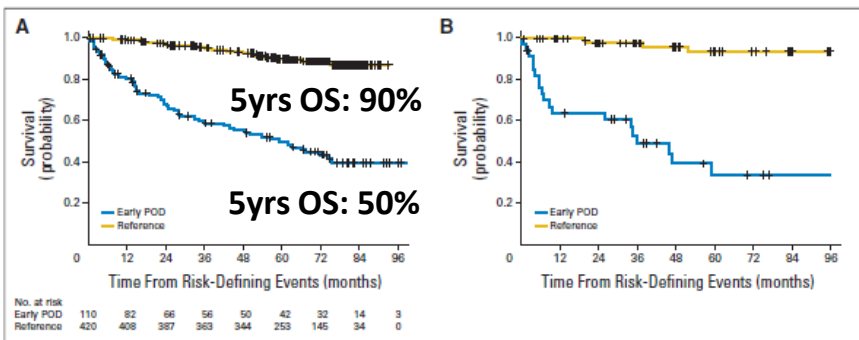 A
1.0
0.8
0.6
0.4
0.2
0
12
24
36
48
60
72
84
96
Survival
(probability)
5yrs OS: 90%
5yrs OS: 50%
Early POD
Reference
Time From Risk-Defining Events (months)
No. at risk
Early POD 110 82 66 56 50 42 32 14 3
Reference 420 408 387 363 344 253 145 34 0
B
1.0
0.8
0.6
0.4
0.2
0
12
24
36
48
60
72
84
96
Survival
(probability)
Early POD
Reference
Time From Risk-Defining Events (months)